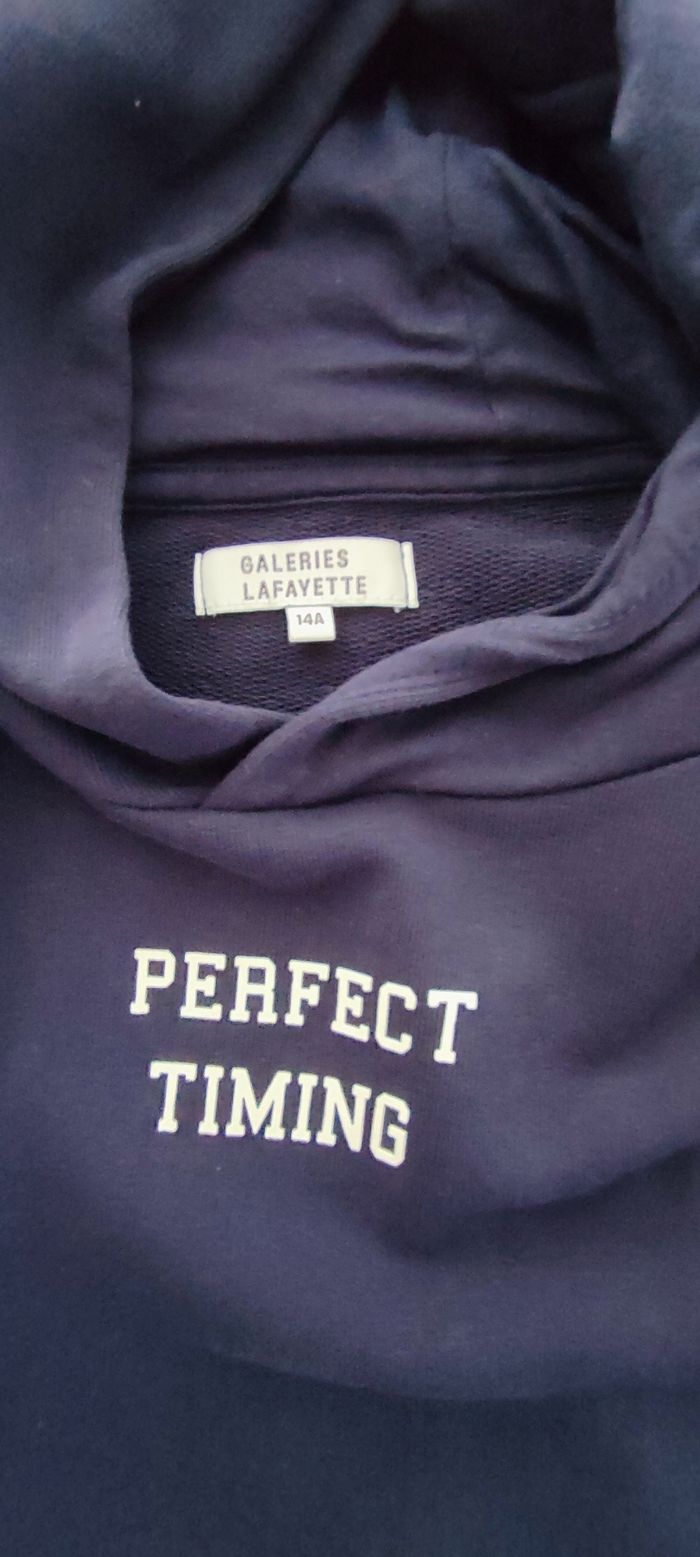 GALERIES
LAFAYETTE
14A
PERFECT
TIMING